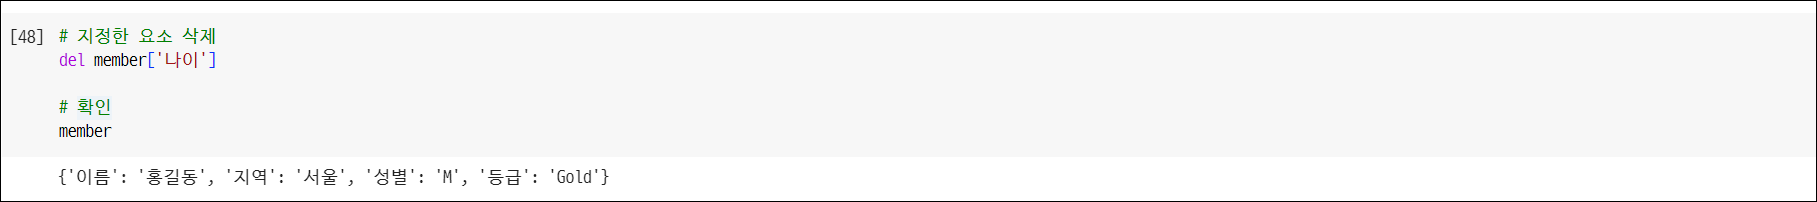 [48] # 지정한 요소 삭제
del member['나이']
# 확인
member
{'이름': '홍길동', '지역': '서울', '성별': 'M', '등급': 'Gold'}